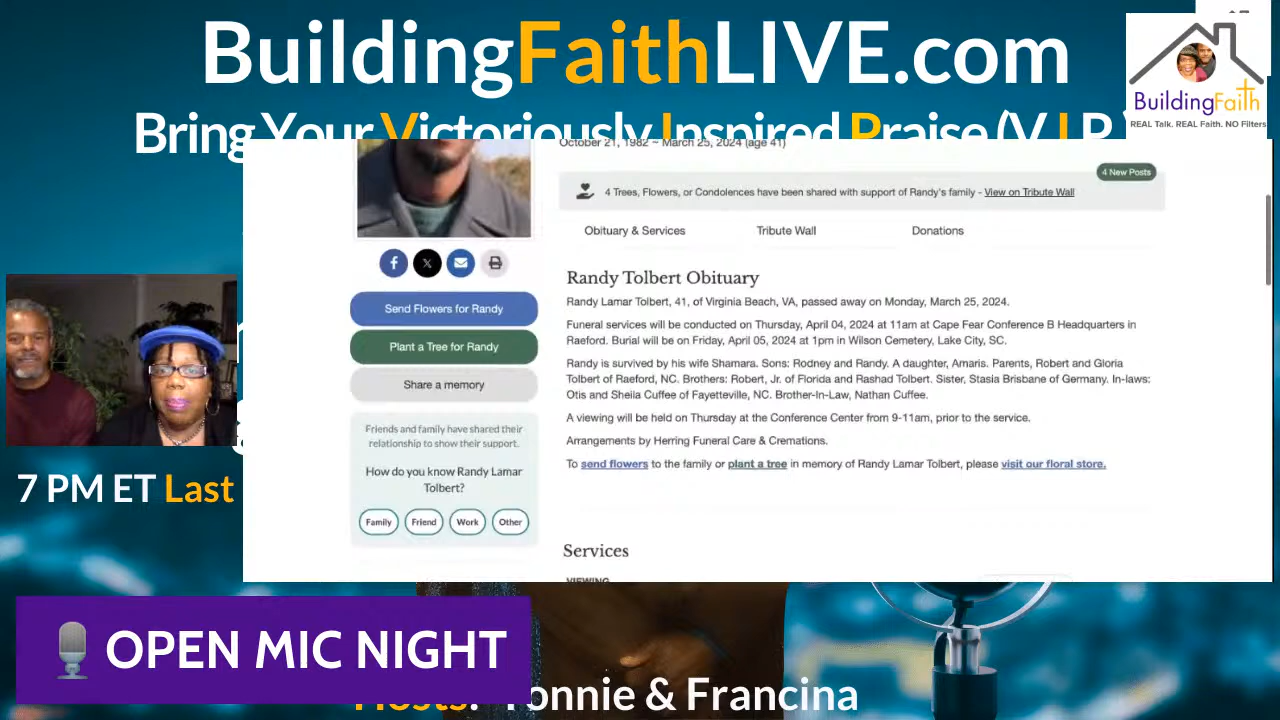 BuildingFaithLIVE.com
Bring Your Victoriously Inspired Praise (V.I.P.
BuildingFaith
REAL Talk. REAL Faith. NO Filters
October 21, 1982 ~ March 25, 2024 (age 41)
4 New Posts
4 Trees, Flowers, or Condolences have been shared with support of Randy's family - View on Tribute Wall
Obituary & Services
Tribute Wall
Donations
Send Flowers for Randy
Plant a Tree for Randy
Share a memory
Friends and family have shared their
relationship to show their support.
How do you know Randy Lamar
Tolbert?
Family
Friend
Work
Other
Randy Tolbert Obituary
Randy Lamar Tolbert, 41, of Virginia Beach, VA, passed away on Monday, March 25, 2024.
Funeral services will be conducted on Thursday, April 04, 2024 at 11am at Cape Fear Conference B Headquarters in
Raeford. Burial will be on Friday, April 05, 2024 at 1pm in Wilson Cemetery, Lake City, SC.
Randy is survived by his wife Shamara. Sons: Rodney and Randy. A daughter, Amaris. Parents, Robert and Gloria
Tolbert of Raeford, NC. Brothers: Robert, Jr. of Florida and Rashad Tolbert. Sister, Stasia Brisbane of Germany. In-laws:
Otis and Sheila Cuffee of Fayetteville, NC. Brother-In-Law, Nathan Cuffee.
A viewing will be held on Thursday at the Conference Center from 9-11am, prior to the service.
Arrangements by Herring Funeral Care & Cremations.
To send flowers to the family or plant a tree in memory of Randy Lamar Tolbert, please visit our floral store.
Services
VIEWING
7 PM ET Last
OPEN MIC NIGHT
Hosts: onnie & Francina